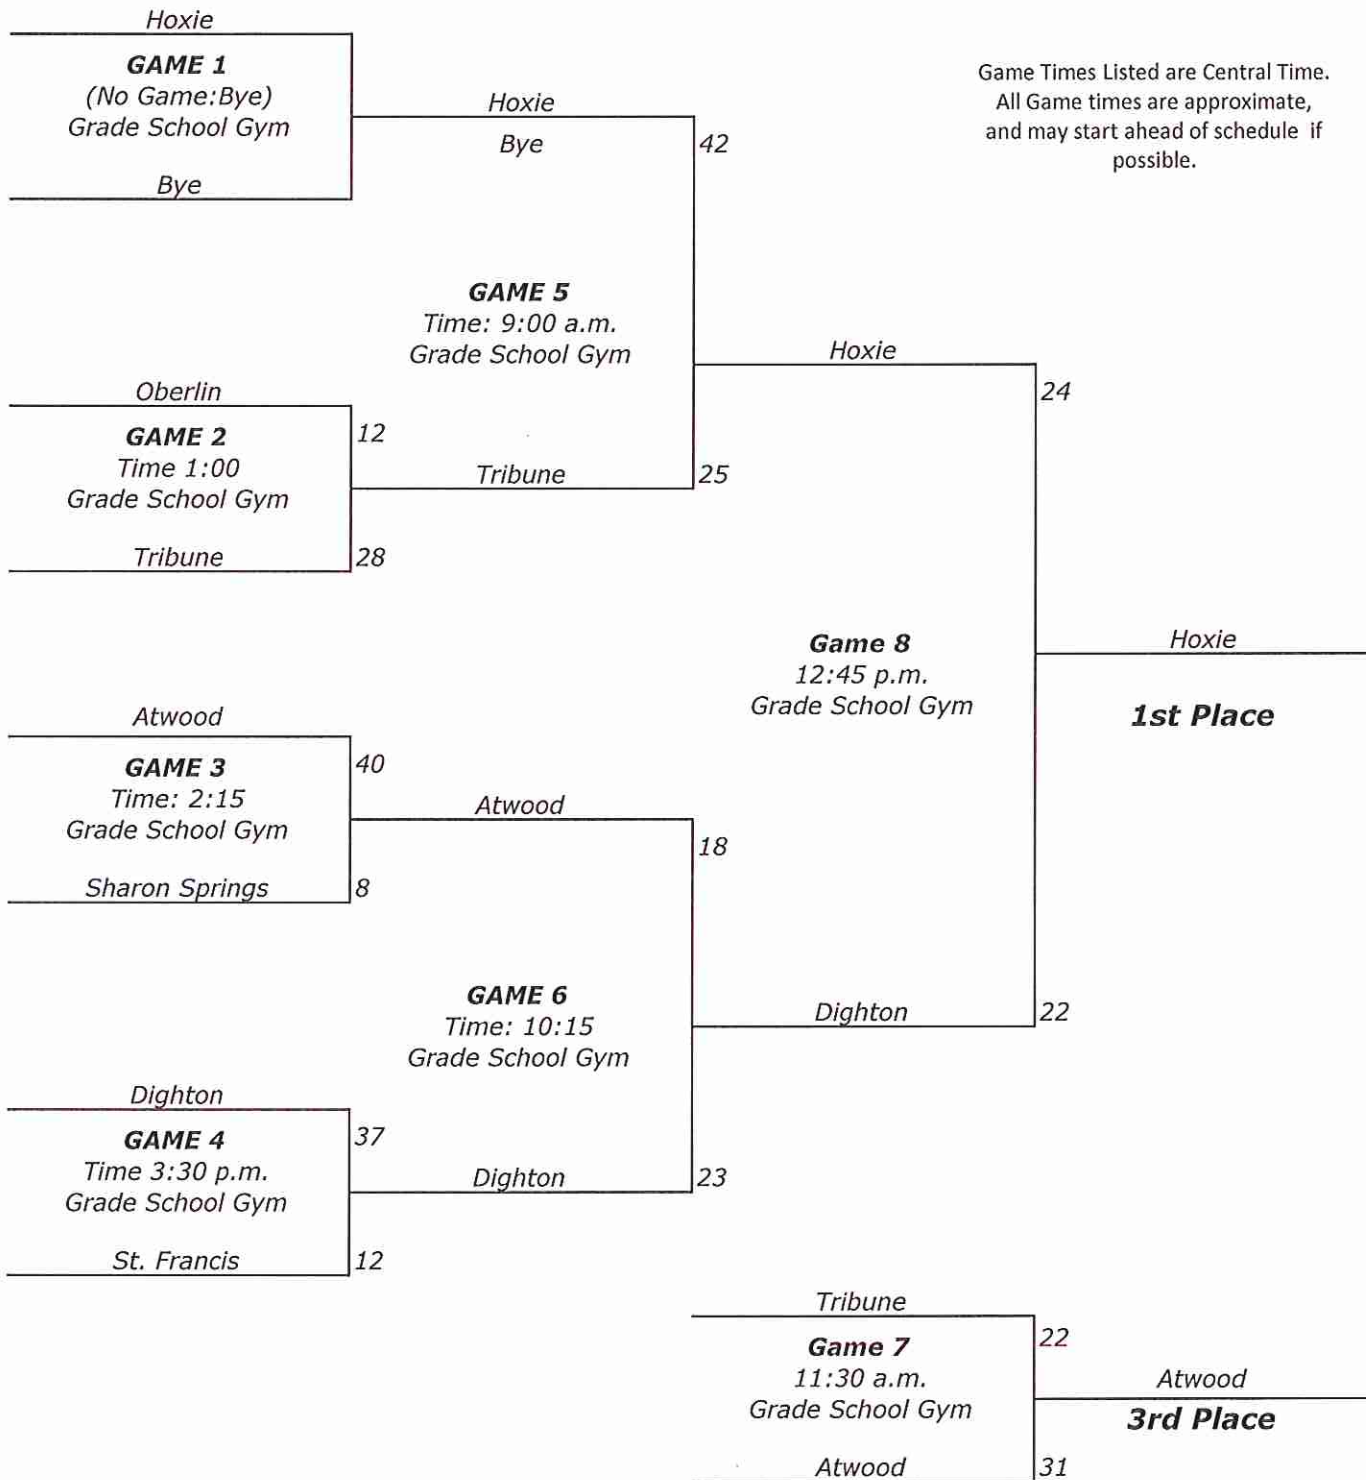 Hoxie
GAME 1
(No Game:Bye)
Grade School Gym
Bye
Hoxie
Bye
42
Game Times Listed are Central Time.
All Game times are approximate,
and may start ahead of schedule if
possible.
GAME 5
Time: 9:00 a.m.
Grade School Gym
Hoxie
24
Oberlin
GAME 2
Time 1:00
Grade School Gym
Tribune
12
28
Tribune
25
Game 8
12:45 p.m.
Grade School Gym
Hoxie
1st Place
Atwood
GAME 3
Time: 2:15
Grade School Gym
Sharon Springs
40
8
Atwood
18
GAME 6
Time: 10:15
Grade School Gym
Dighton
22
Dighton
GAME 4
Time 3:30 p.m.
Grade School Gym
St. Francis
37
12
Dighton
23
Tribune
Game 7
11:30 a.m.
Grade School Gym
Atwood
22
31
Atwood
3rd Place